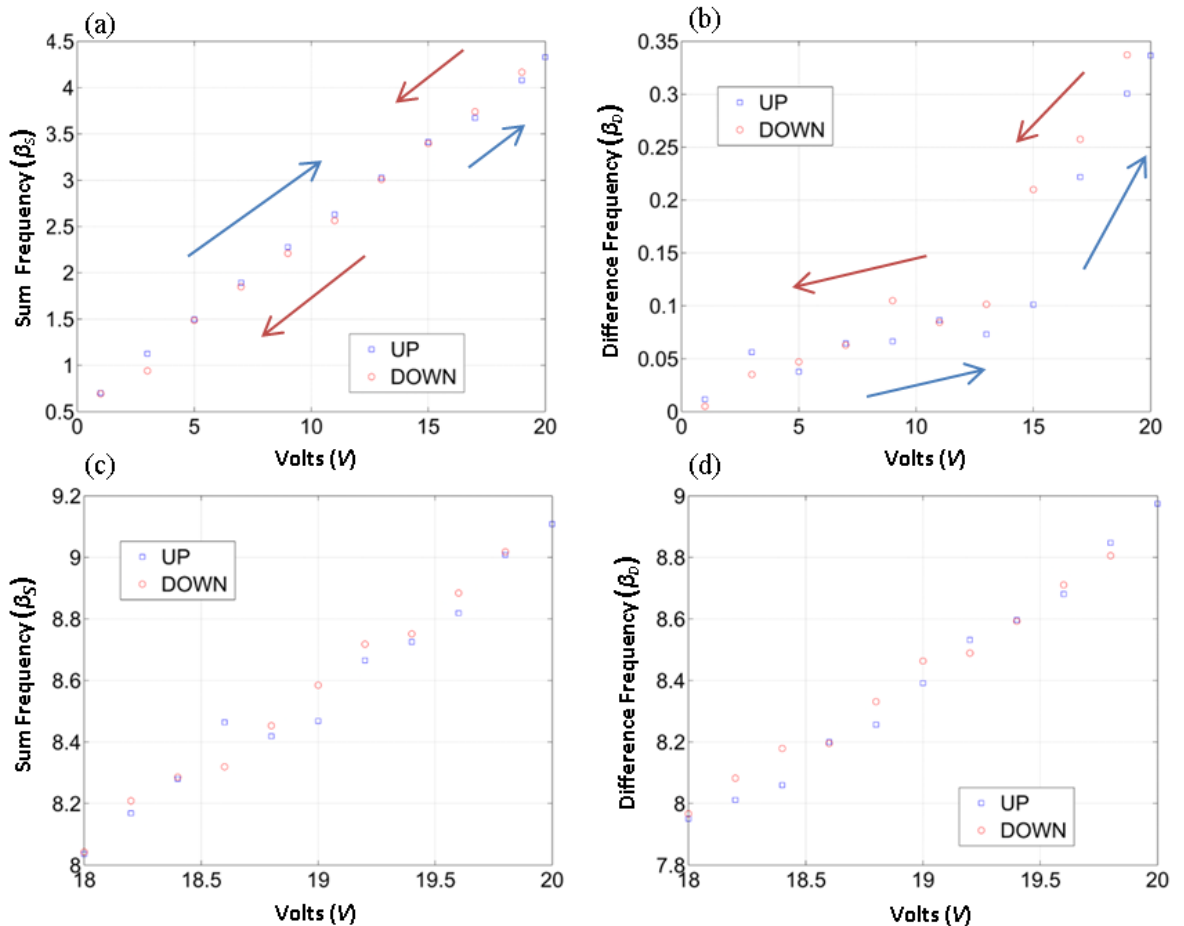 (a)
4.5
4
3.5
3
2.5
2
1.5
1
0.5
0
5
10
15
20
Sum Frequency (βS)
Volts (V)
UP
DOWN
(b)
0.35
0.3
0.25
0.2
0.15
0.1
0.05
0
0
5
10
15
20
Difference Frequency (βD)
Volts (V)
UP
DOWN
(c)
9.2
9
8.8
8.6
8.4
8.2
8
18
18.5
19
19.5
20
Sum Frequency (βS)
Volts (V)
UP
DOWN
(d)
9
8.8
8.6
8.4
8.2
8
7.8
18
18.5
19
19.5
20
Difference Frequency (βD)
Volts (V)
UP
DOWN